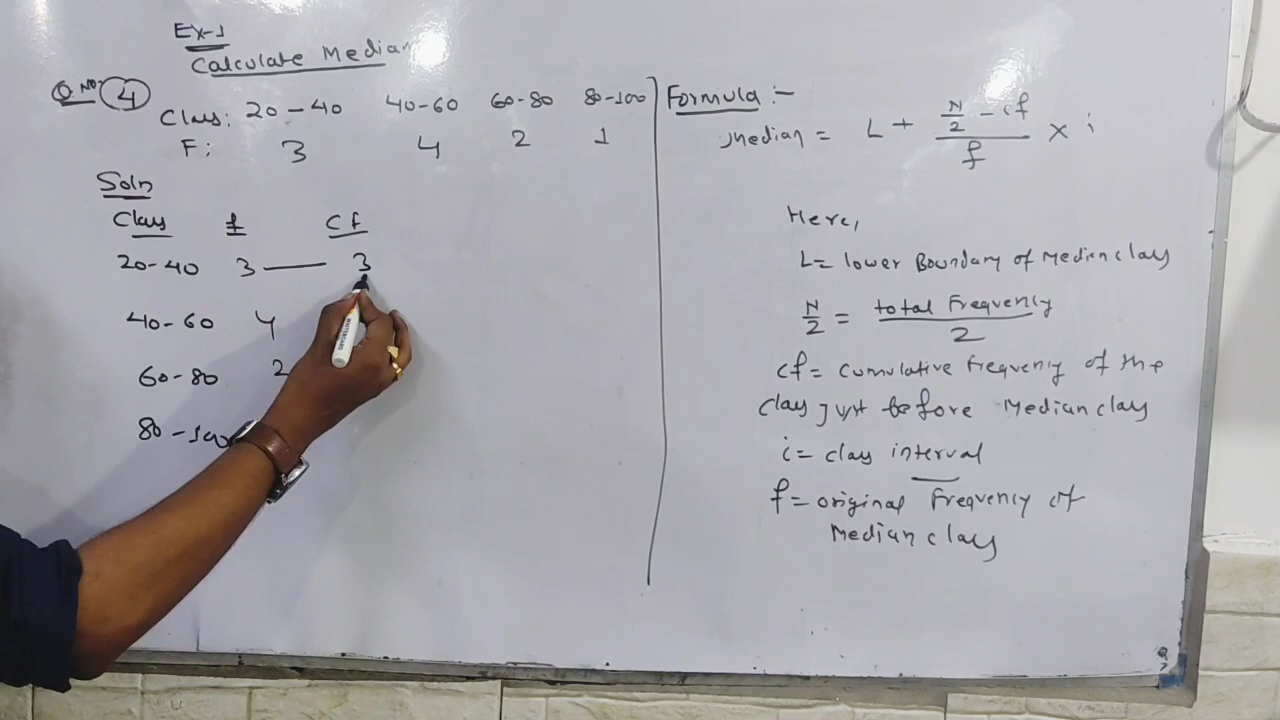 Ex-1
Calculate Median
Q.No. 4
Class: 20-40 40-60 60-80 80-100
F: 3 4 2 1
Soln
Class f Cf
20-40 3 — 3
40-60 4
60-80 2
80-100
Formula:-
Median = L + (N/2 - cf)/f × i
Here,
L= lower Boundary of Median class
N/2 = total Frequency/2
cf= cumulative frequency of the
class just before Median class
i= class interval
f= original Frequency of
Median class